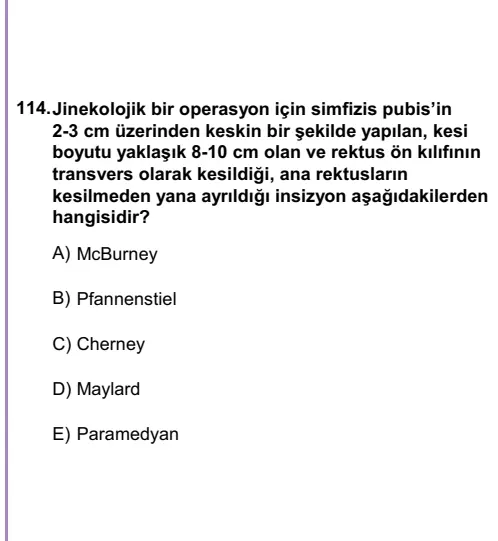 114. Jinekolojik bir operasyon için simfizis pubis’in
2-3 cm üzerinden keskin bir şekilde yapılan, kesi
boyutu yaklaşık 8-10 cm olan ve rektus ön kılıfının
transvers olarak kesildiği, ana rektusların
kesilmeden yana ayrıldığı insizyon aşağıdakilerden
hangisidir?
A) McBurney
B) Pfannenstiel
C) Cherney
D) Maylard
E) Paramedyan